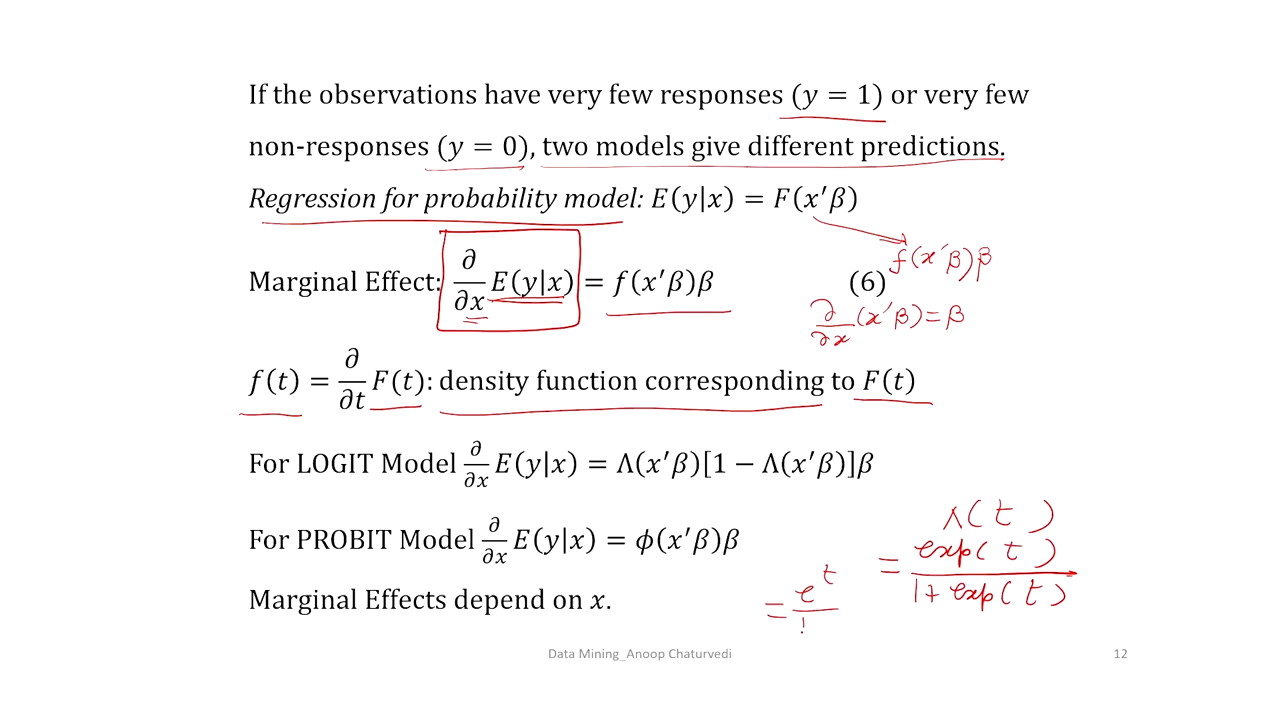 If the observations have very few responses (y = 1) or very few
non-responses (y = 0), two models give different predictions.
Regression for probability model: E(y|x) = F(x′β)
f(x′β)β
Marginal Effect: ∂/∂x E(y|x) = f(x′β)β (6)
∂/∂x (x′β) = β
f(t) = ∂/∂t F(t): density function corresponding to F(t)
For LOGIT Model ∂/∂x E(y|x) = Λ(x′β)[1 − Λ(x′β)]β
Λ(t)
For PROBIT Model ∂/∂x E(y|x) = ϕ(x′β)β
= exp(t) / 1+ exp(t)
Marginal Effects depend on x.
= e^t /
Data Mining_Anoop Chaturvedi
12